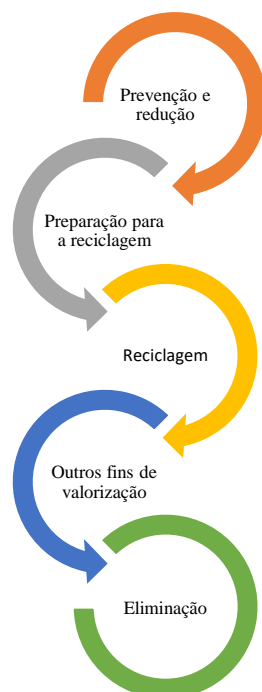 Prevenção e
redução
Preparação para
a reciclagem
Reciclagem
Outros fins de
valorização
Eliminação